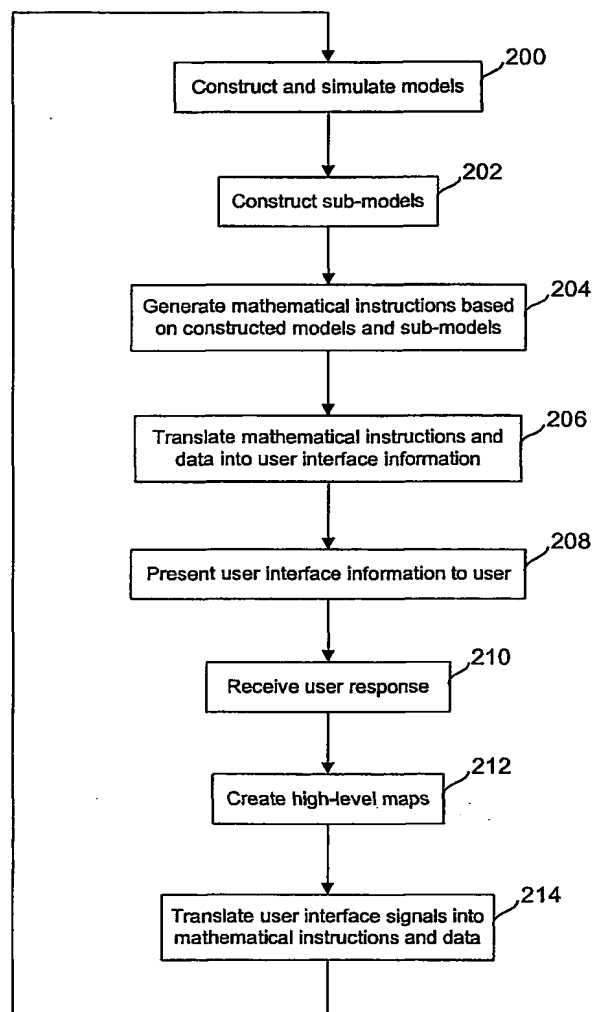 200
Construct and simulate models
202
Construct sub-models
204
Generate mathematical instructions based
on constructed models and sub-models
206
Translate mathematical instructions and
data into user interface information
208
Present user interface information to user
210
Receive user response
212
Create high-level maps
214
Translate user interface signals into
mathematical instructions and data